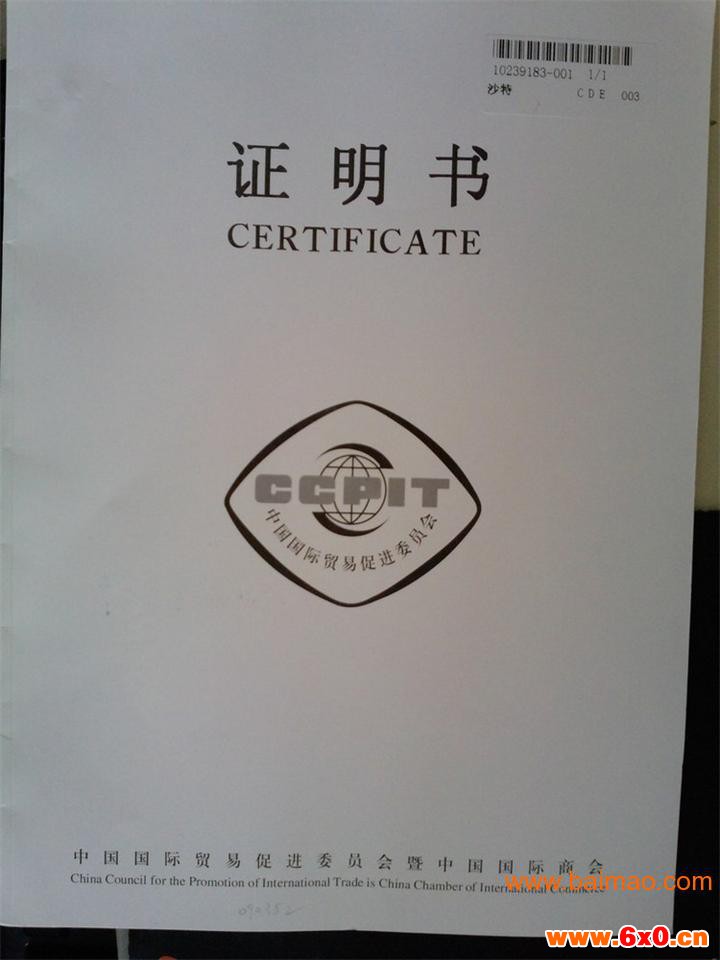 10239183-001 1/1
沙特 CDE 003
证明书
CERTIFICATE
CCPIT
中国国际贸易促进委员会
中国国际贸易促进委员会暨中国国际商会
China Council for the Promotion of International Trade is China Chamber of International Commerce
www.baimao.com
090352
www.6x0.cn